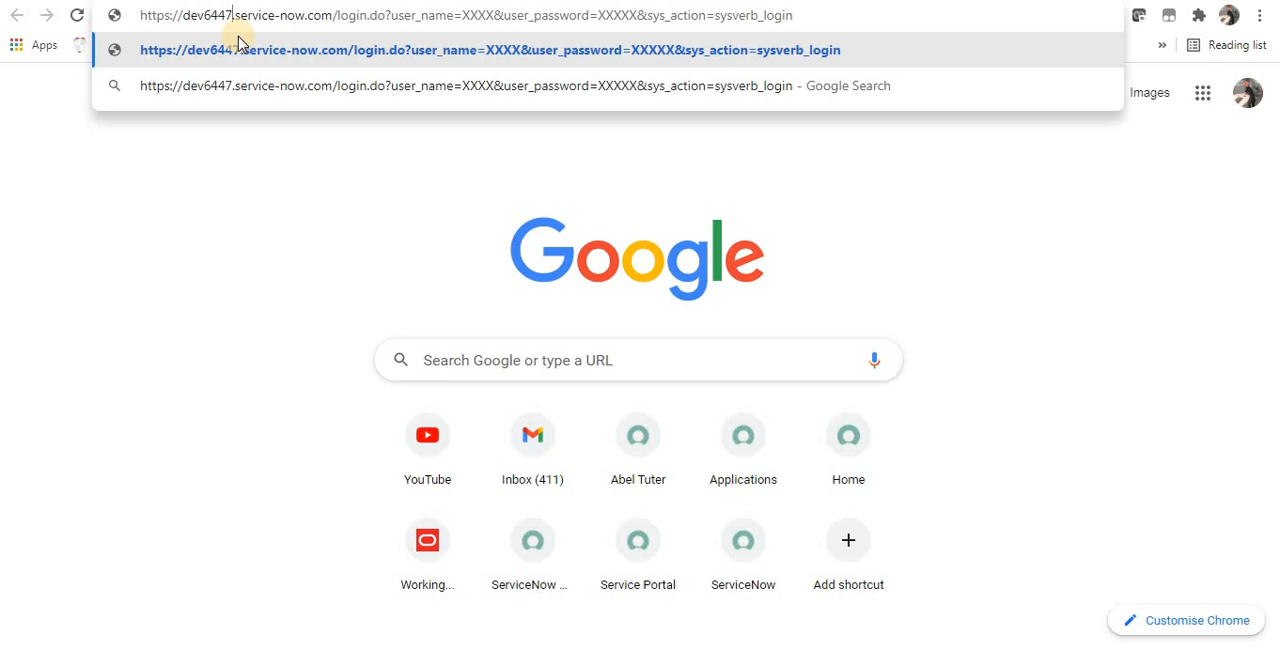 https://dev6447.service-now.com/login.do?user_name=XXXX&user_password=XXXXX&sys_action=sysverb_login
Apps
https://dev6447.service-now.com/login.do?user_name=XXXX&user_password=XXXXX&sys_action=sysverb_login
» Reading list
https://dev6447.service-now.com/login.do?user_name=XXXX&user_password=XXXXX&sys_action=sysverb_login - Google Search
Images
Google
Search Google or type a URL
YouTube Inbox (411) Abel Tuter Applications Home
Working... ServiceNow ... Service Portal ServiceNow Add shortcut
Customise Chrome